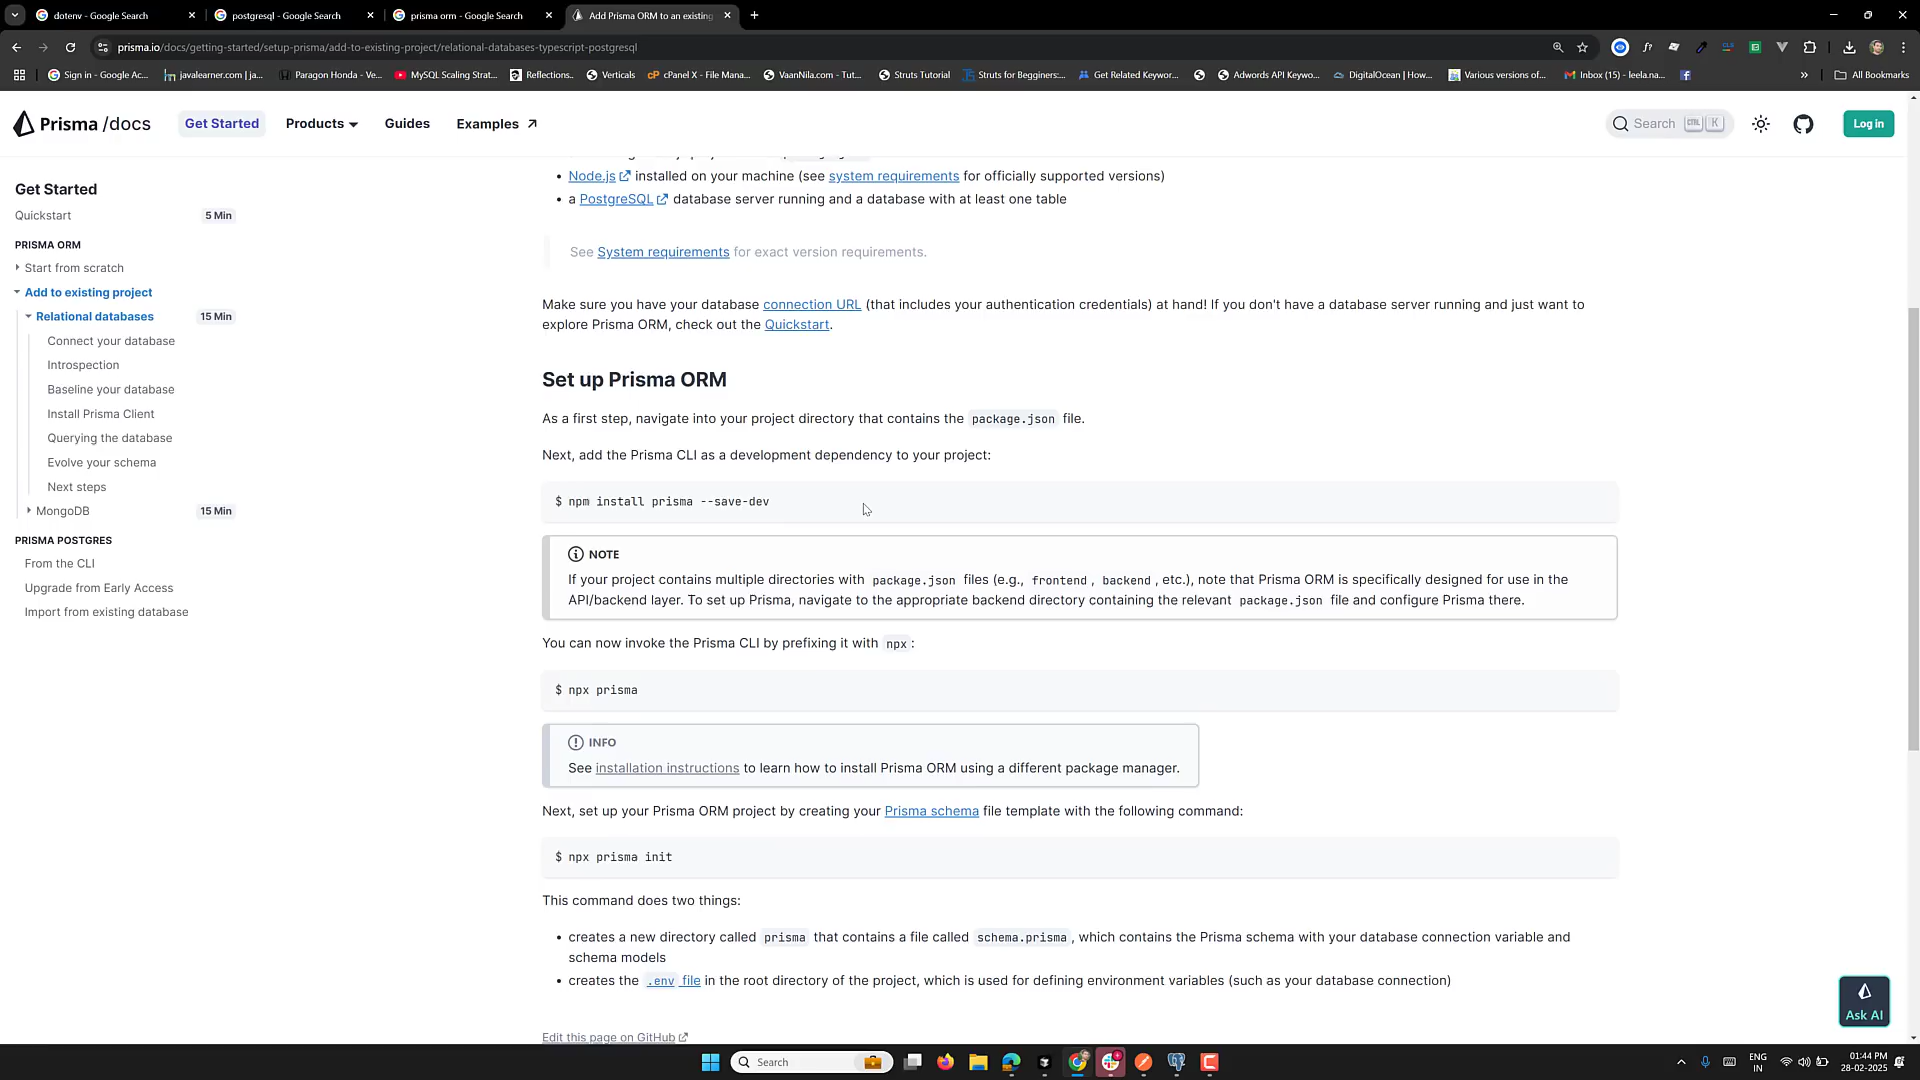 dotenv - Google Search
postgresql - Google Search
prisma orm - Google Search
Add Prisma ORM to an existing
prisma.io/docs/getting-started/setup-prisma/add-to-existing-project/relational-databases-typescript-postgresql
Sign in - Google Ac...
javalearner.com | ja...
Paragon Honda - Ve...
MySQL Scaling Strat...
Reflections..
Verticals
cPanel X - File Mana...
VaanNila.com - Tut...
Struts Tutorial
Struts for Begginers:...
Get Related Keywor...
Adwords API Keywo...
DigitalOcean | How...
Various versions of...
Inbox (15) - leela.na...
All Bookmarks
Prisma /docs
Get Started
Products
Guides
Examples
Search CTRL K
Log in
Get Started
Quickstart 5 Min
PRISMA ORM
Start from scratch
Add to existing project
Relational databases 15 Min
Connect your database
Introspection
Baseline your database
Install Prisma Client
Querying the database
Evolve your schema
Next steps
MongoDB 15 Min
PRISMA POSTGRES
From the CLI
Upgrade from Early Access
Import from existing database
• Node.js installed on your machine (see system requirements for officially supported versions)
• a PostgreSQL database server running and a database with at least one table
See System requirements for exact version requirements.
Make sure you have your database connection URL (that includes your authentication credentials) at hand! If you don't have a database server running and just want to
explore Prisma ORM, check out the Quickstart.
Set up Prisma ORM
As a first step, navigate into your project directory that contains the package.json file.
Next, add the Prisma CLI as a development dependency to your project:
$ npm install prisma --save-dev
NOTE
If your project contains multiple directories with package.json files (e.g., frontend, backend, etc.), note that Prisma ORM is specifically designed for use in the
API/backend layer. To set up Prisma, navigate to the appropriate backend directory containing the relevant package.json file and configure Prisma there.
You can now invoke the Prisma CLI by prefixing it with npx:
$ npx prisma
INFO
See installation instructions to learn how to install Prisma ORM using a different package manager.
Next, set up your Prisma ORM project by creating your Prisma schema file template with the following command:
$ npx prisma init
This command does two things:
• creates a new directory called prisma that contains a file called schema.prisma, which contains the Prisma schema with your database connection variable and
schema models
• creates the .env file in the root directory of the project, which is used for defining environment variables (such as your database connection)
Edit this page on GitHub
Ask AI
Search
ENG
IN
01:44 PM
28-02-2025